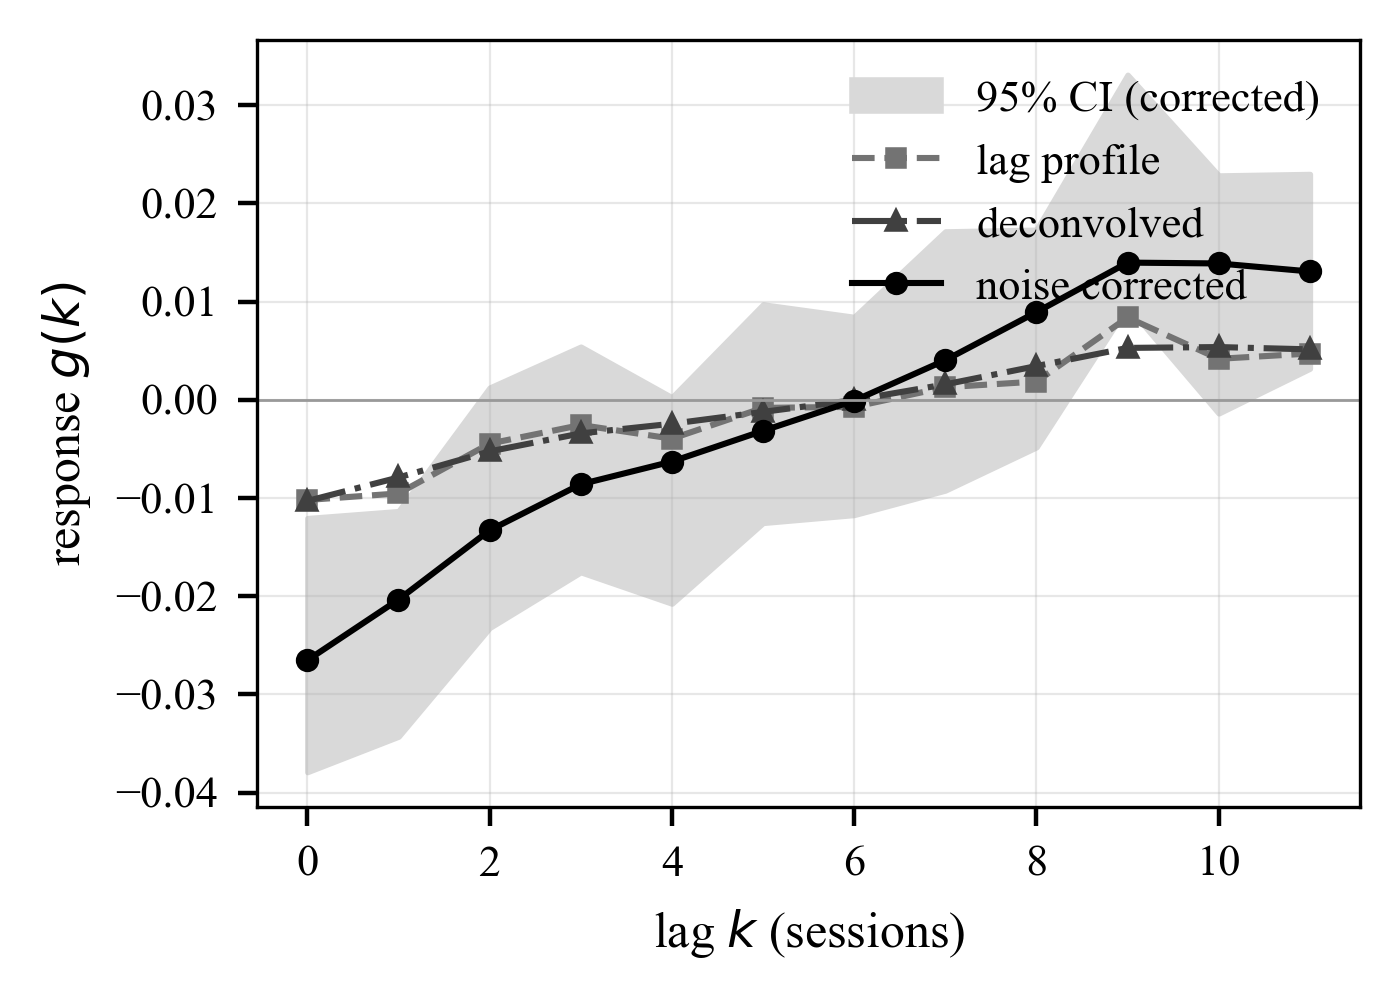 0.03
0.02
0.01
0.00
−0.01
−0.02
−0.03
−0.04
response g(k)
95% CI (corrected)
lag profile
deconvolved
noise corrected
0 2 4 6 8 10
lag k (sessions)